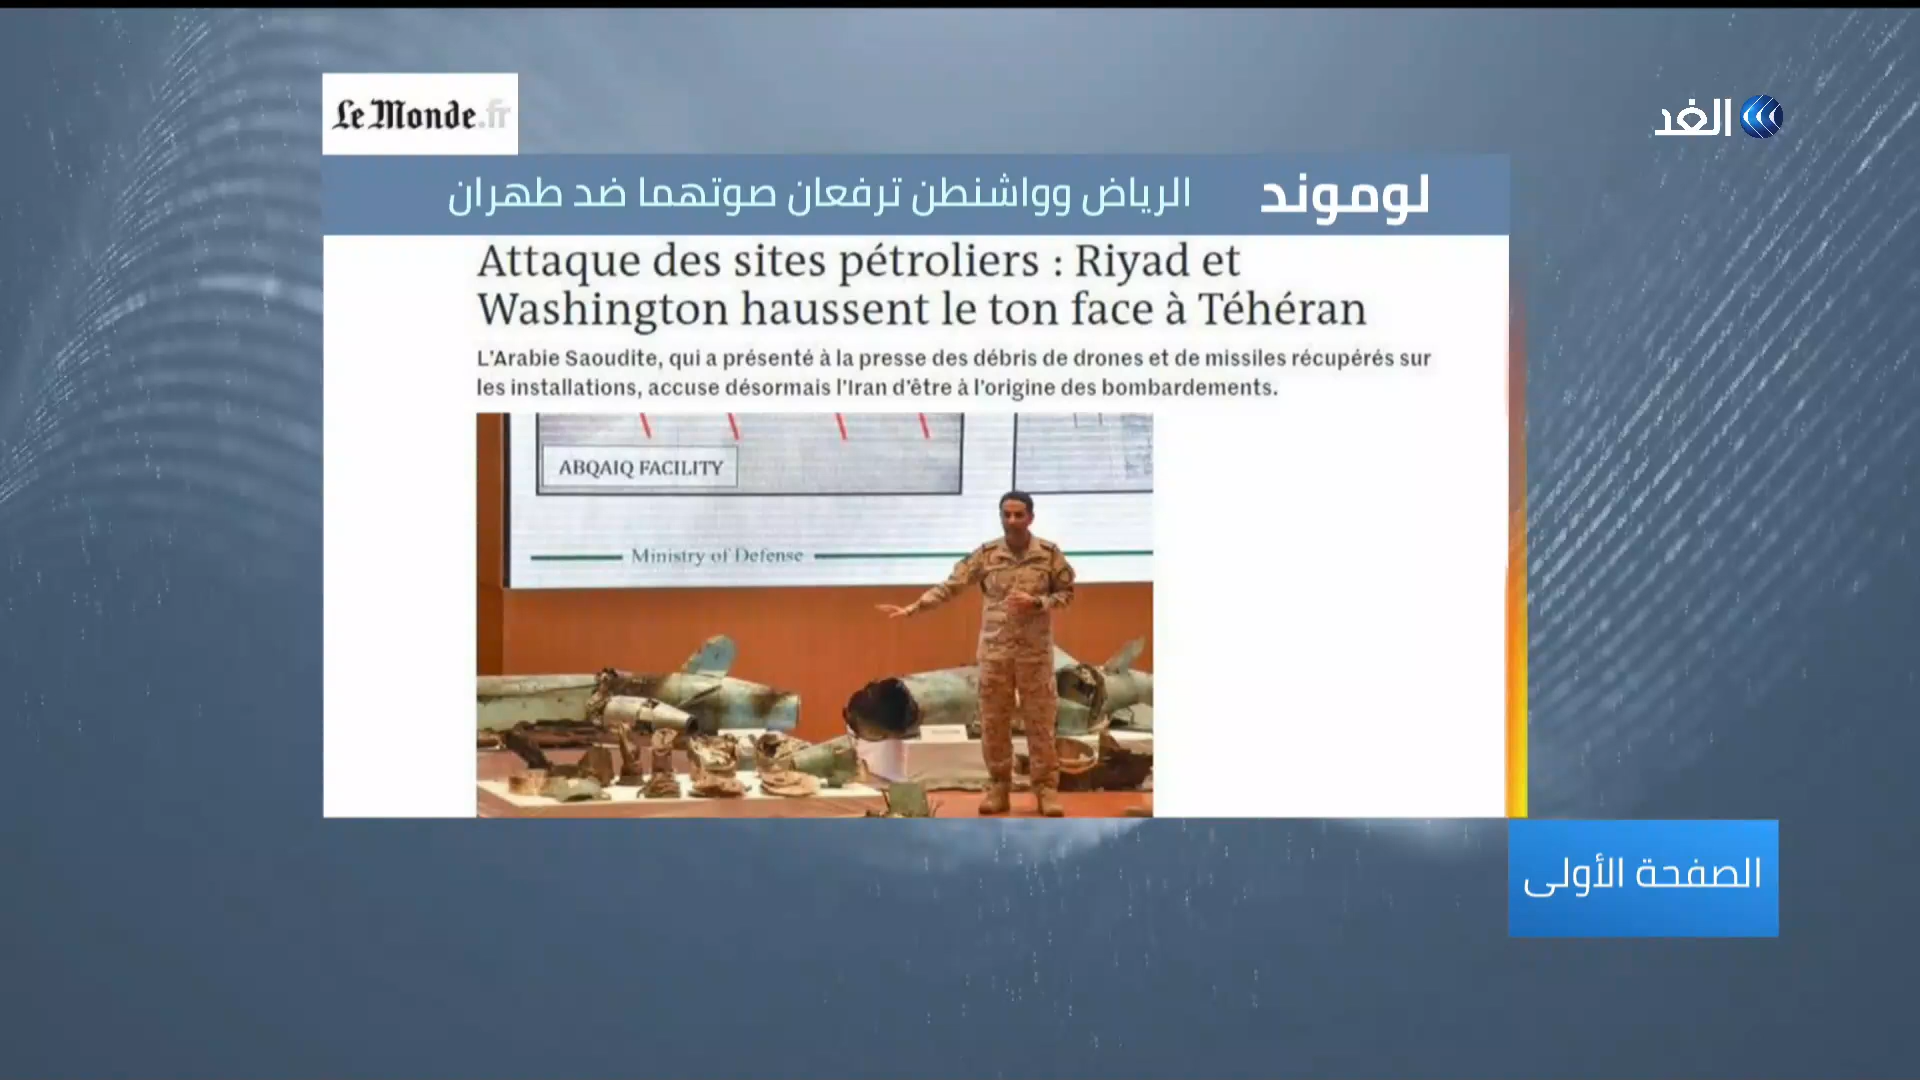 Le Monde.fr
الغد
لوموند
الرياض وواشنطن ترفعان صوتهما ضد طهران
Attaque des sites pétroliers : Riyad et
Washington haussent le ton face à Téhéran
L'Arabie Saoudite, qui a présenté à la presse des débris de drones et de missiles récupérés sur
les installations, accuse désormais l'Iran d'être à l'origine des bombardements.
ABQAIQ FACILITY
Ministry of Defense
الصفحة الأولى